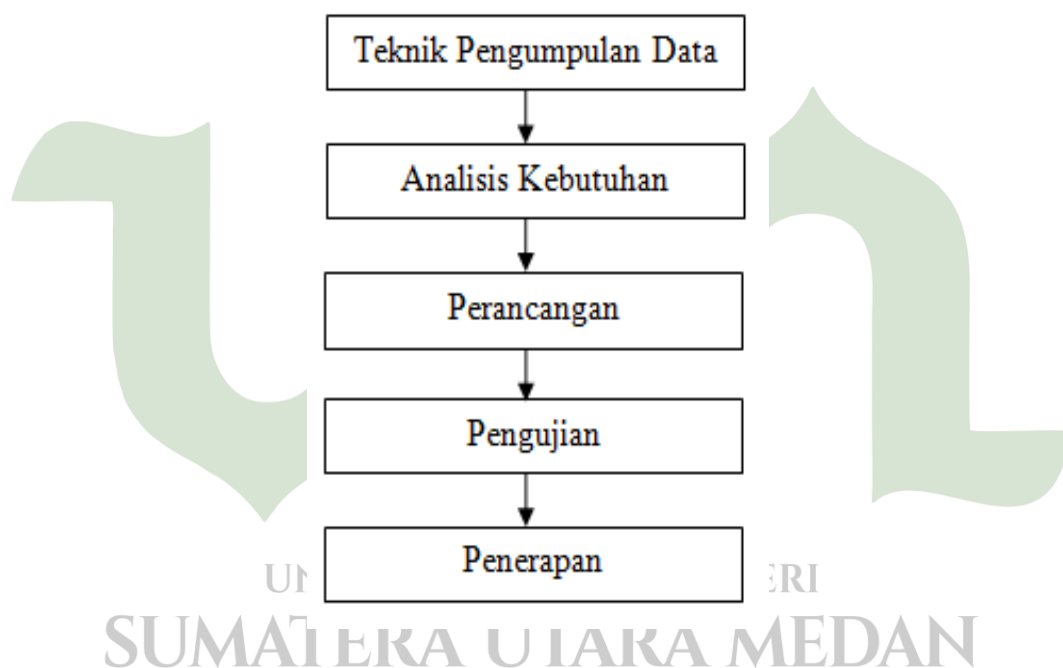 Teknik Pengumpulan Data
Analisis Kebutuhan
Perancangan
Pengujian
Penerapan
SUMATERA UTARA MEDAN